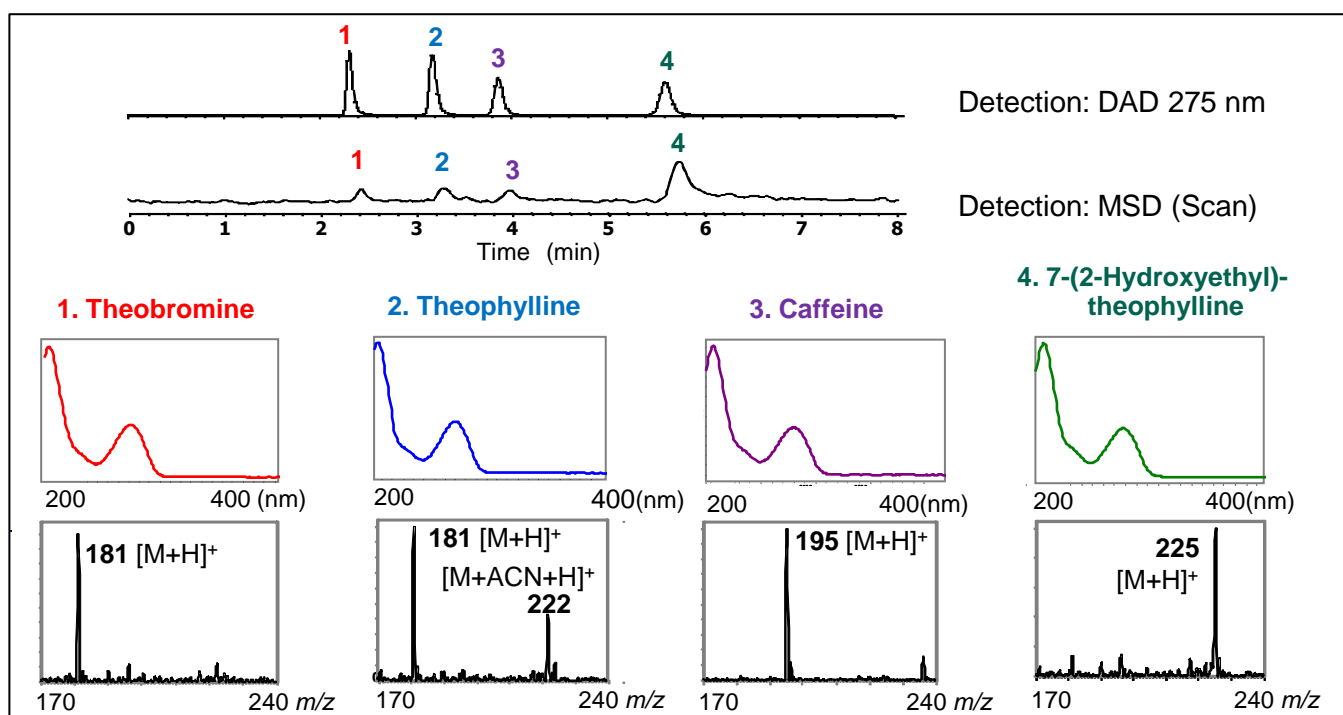 1
2
3
4
Detection: DAD 275 nm
1
2
3
4
Detection: MSD (Scan)
0 1 2 3 4 5 6 7 8
Time (min)
1. Theobromine
2. Theophylline
3. Caffeine
4. 7-(2-Hydroxyethyl)-
theophylline
200 400 (nm)
200 400 (nm)
200 400(nm)
200 400(nm)
181 [M+H]+
181 [M+H]+
[M+ACN+H]+
222
195 [M+H]+
225
[M+H]+
170 240 m/z
170 240 m/z
170 240 m/z
170 240 m/z